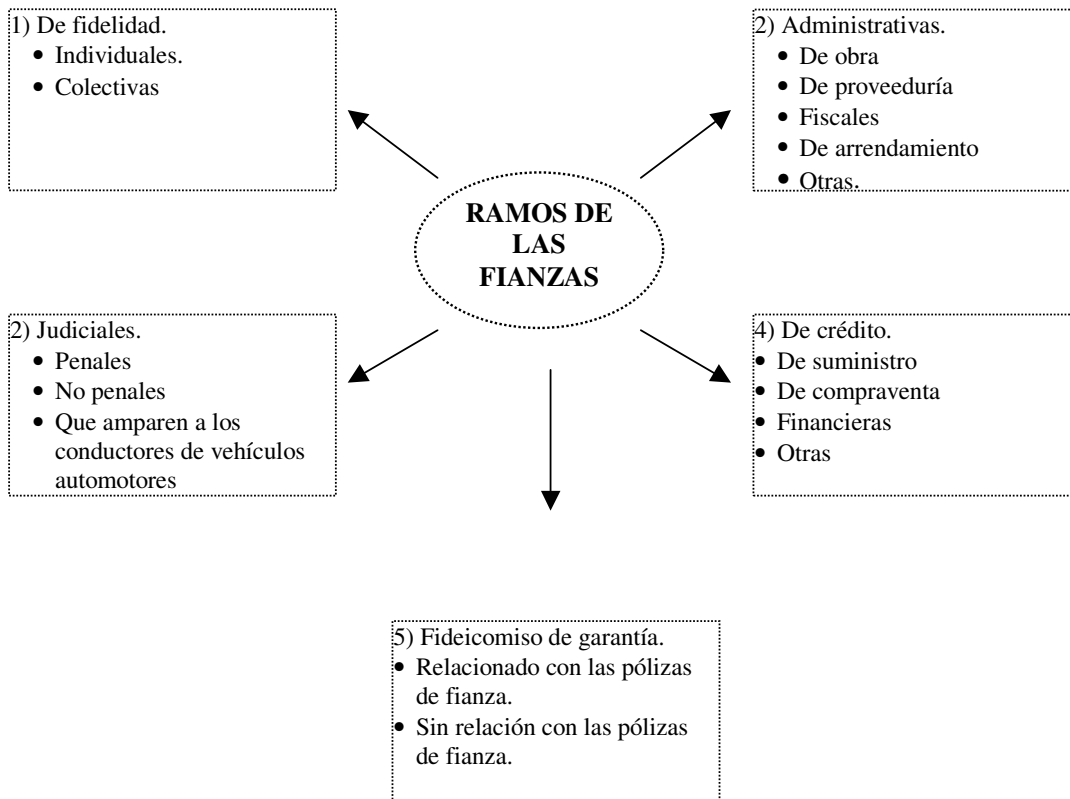 1) De fidelidad.
• Individuales.
• Colectivas
2) Administrativas.
• De obra
• De proveeduría
• Fiscales
• De arrendamiento
• Otras.
RAMOS DE
LAS
FIANZAS
2) Judiciales.
• Penales
• No penales
• Que amparen a los
conductores de vehículos
automotores
4) De crédito.
• De suministro
• De compraventa
• Financieras
• Otras
5) Fideicomiso de garantía.
• Relacionado con las pólizas
de fianza.
• Sin relación con las pólizas
de fianza.